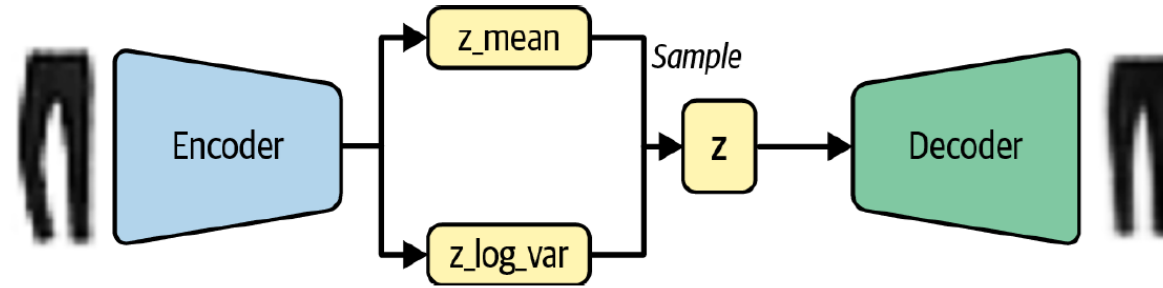 z_mean
Sample
Encoder
z
Decoder
z_log_var